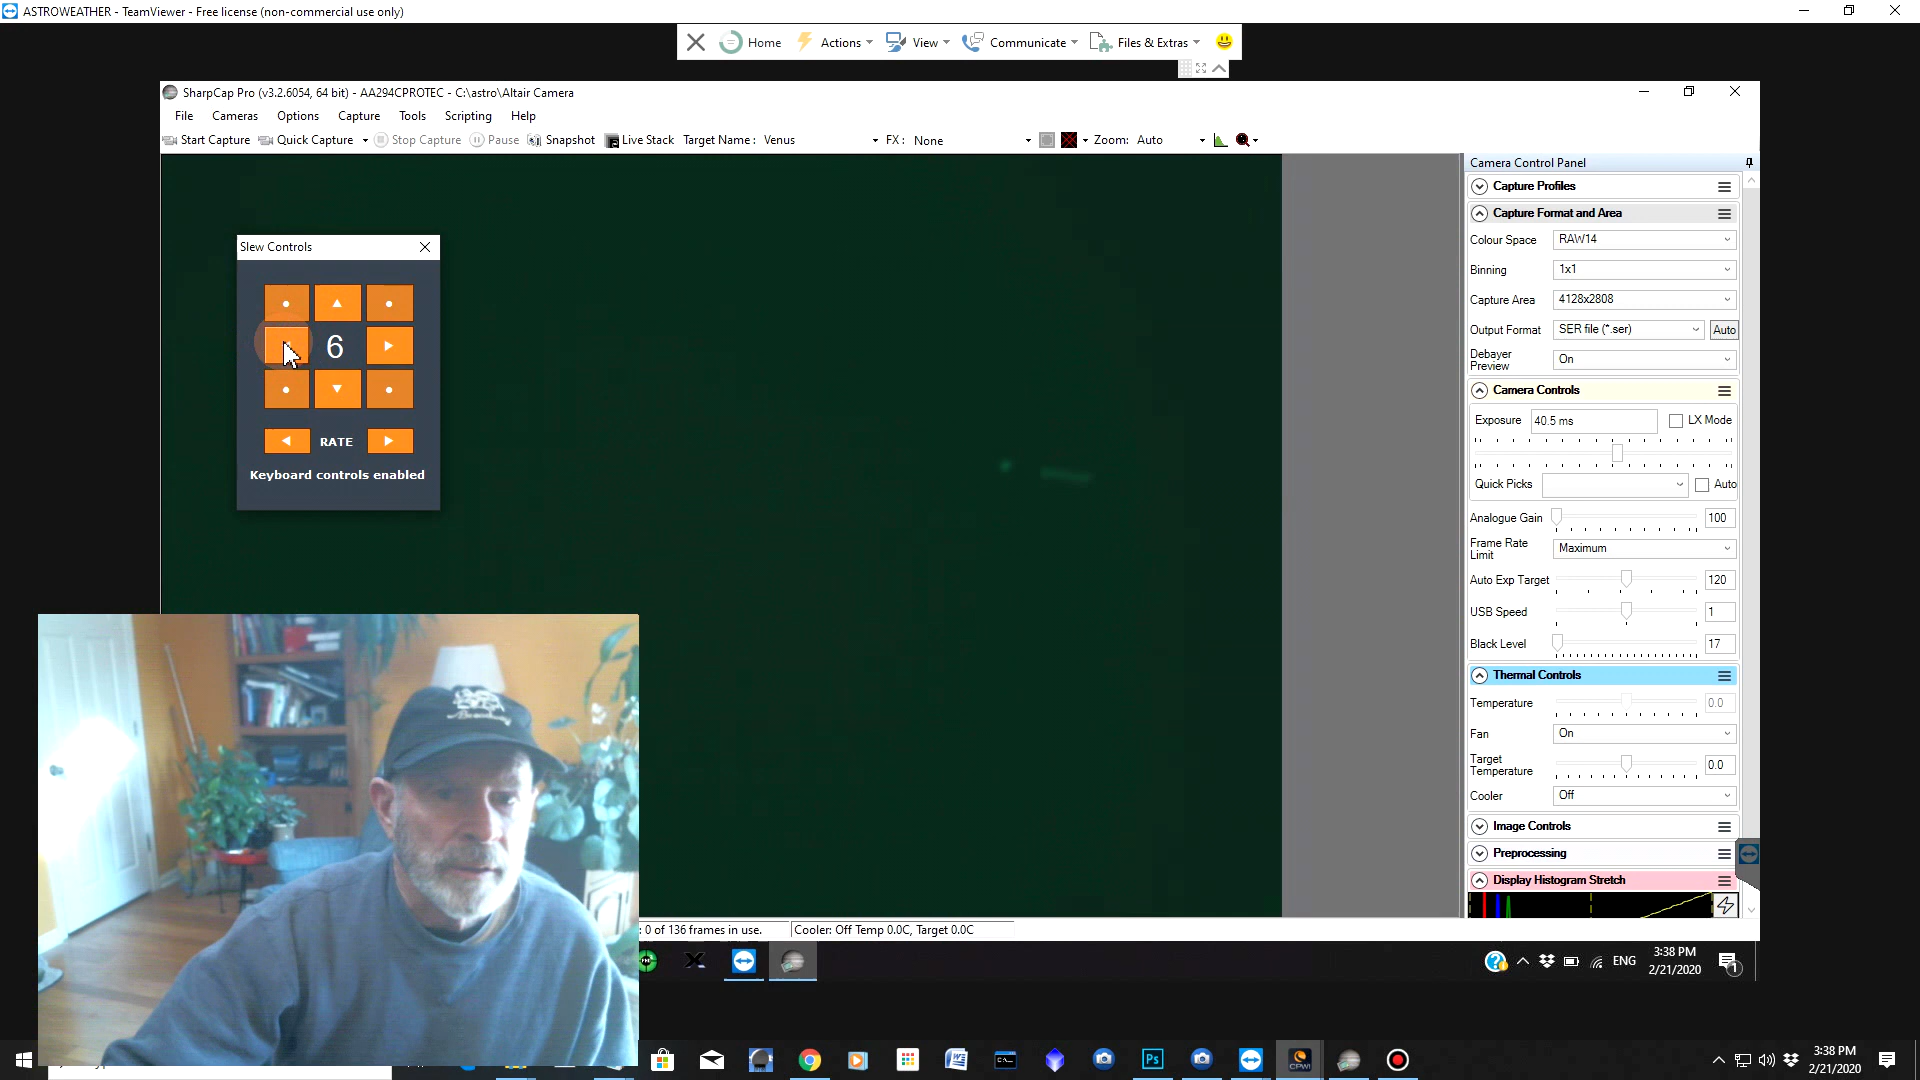 ASTROWEATHER - TeamViewer - Free license (non-commercial use only)
Home Actions View Communicate Files & Extras
SharpCap Pro (v3.2.6054, 64 bit) - AA294CPROTEC - C:\astro\Altair Camera
File Cameras Options Capture Tools Scripting Help
Start Capture Quick Capture Stop Capture Pause Snapshot Live Stack Target Name : Venus FX : None Zoom: Auto
Camera Control Panel
Capture Profiles
Capture Format and Area
Colour Space RAW14
Binning 1x1
Capture Area 4128x2808
Output Format SER file (*.ser) Auto
Debayer Preview On
Camera Controls
Exposure 40.5 ms LX Mode
Quick Picks Auto
Analogue Gain 100
Frame Rate Limit Maximum
Auto Exp Target 120
USB Speed 1
Black Level 17
Thermal Controls
Temperature 0.0
Fan On
Target Temperature 0.0
Cooler Off
Image Controls
Preprocessing
Display Histogram Stretch
Slew Controls
6
RATE
Keyboard controls enabled
: 0 of 136 frames in use. Cooler: Off Temp 0.0C, Target 0.0C
ENG 3:38 PM
2/21/2020
1
Ps
CPWI
3:38 PM
2/21/2020